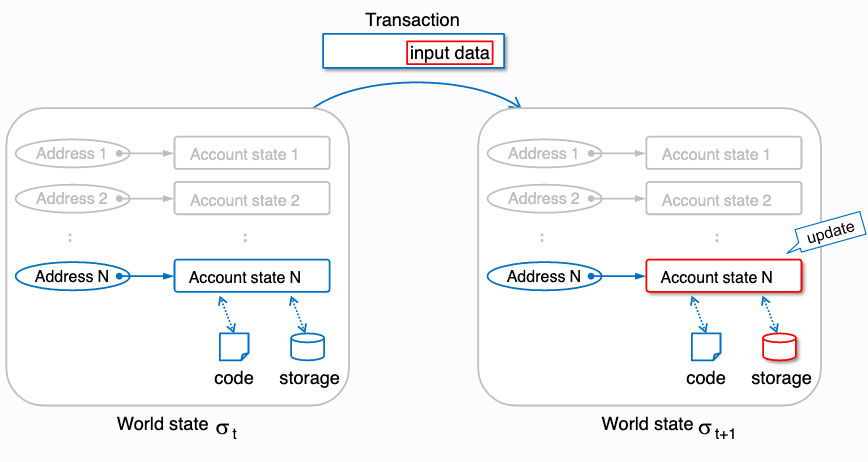 Transaction
input data
Address 1
Account state 1
Address 2
Account state 2
:
:
Address N
Account state N
code
storage
World state σt
Address 1
Account state 1
Address 2
Account state 2
:
:
update
Address N
Account state N
code
storage
World state σt+1